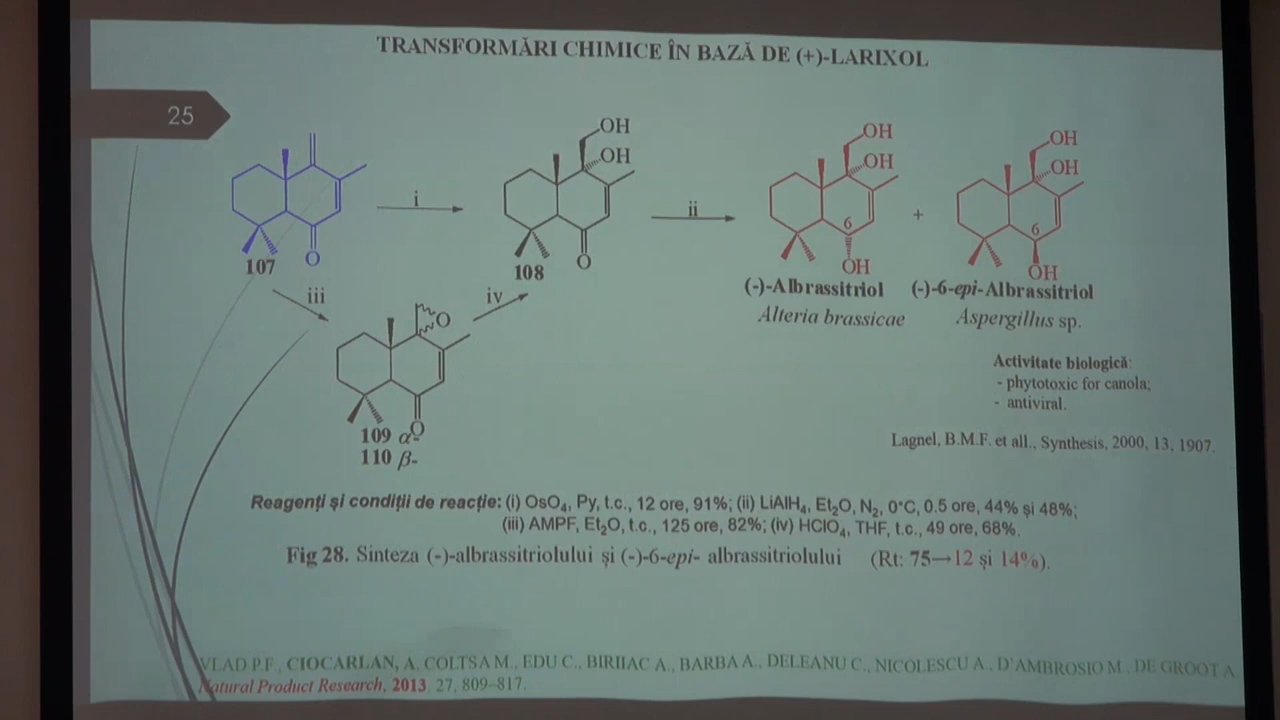 TRANSFORMĂRI CHIMICE ÎN BAZĂ DE (+)-LARIXOL
25
OH
OH
i
O
107
O
108
ii
OH
OH
6
OH
+
OH
OH
6
OH
(-)-Albrassitriol
(-)-6-epi-Albrassitriol
Alteria brassicae
Aspergillus sp.
iii
iv
O
O
109 α-
110 β-
Activitate biologică:
- phytotoxic for canola;
- antiviral.
Lagnel, B.M.F. et all., Synthesis, 2000, 13, 1907.
Reagenți și condiții de reacție: (i) OsO4, Py, t.c., 12 ore, 91%; (ii) LiAlH4, Et2O, N2, 0°C, 0.5 ore, 44% și 48%;
(iii) AMPF, Et2O, t.c., 125 ore, 82%; (iv) HClO4, THF, t.c., 49 ore, 68%.
Fig 28. Sinteza (-)-albrassitriolului și (-)-6-epi- albrassitriolului (Rt: 75→12 și 14%).
VLAD P.F., CIOCARLAN, A. COLTSA M., EDU C., BIRIIAC A., BARBA A., DELEANU C., NICOLESCU A., D'AMBROSIO M., DE GROOT A
Natural Product Research, 2013, 27, 809–817.